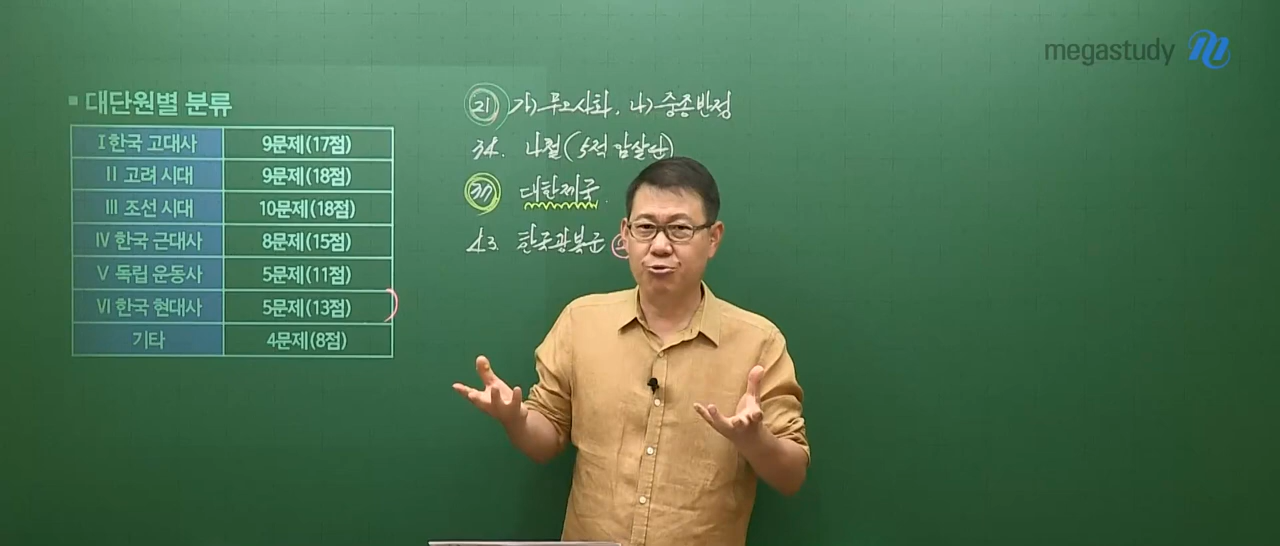 megastudy
▪ 대단원별 분류
I 한국 고대사 9문제(17점)
II 고려 시대 9문제(18점)
III 조선 시대 10문제(18점)
IV 한국 근대사 8문제(15점)
V 독립 운동사 5문제(11점)
VI 한국 현대사 5문제(13점)
기타 4문제(8점)
21 가) 무오사화, 나) 중종반정
34. 나철(5적 암살단)
37 대한제국.
43. 한국광복군